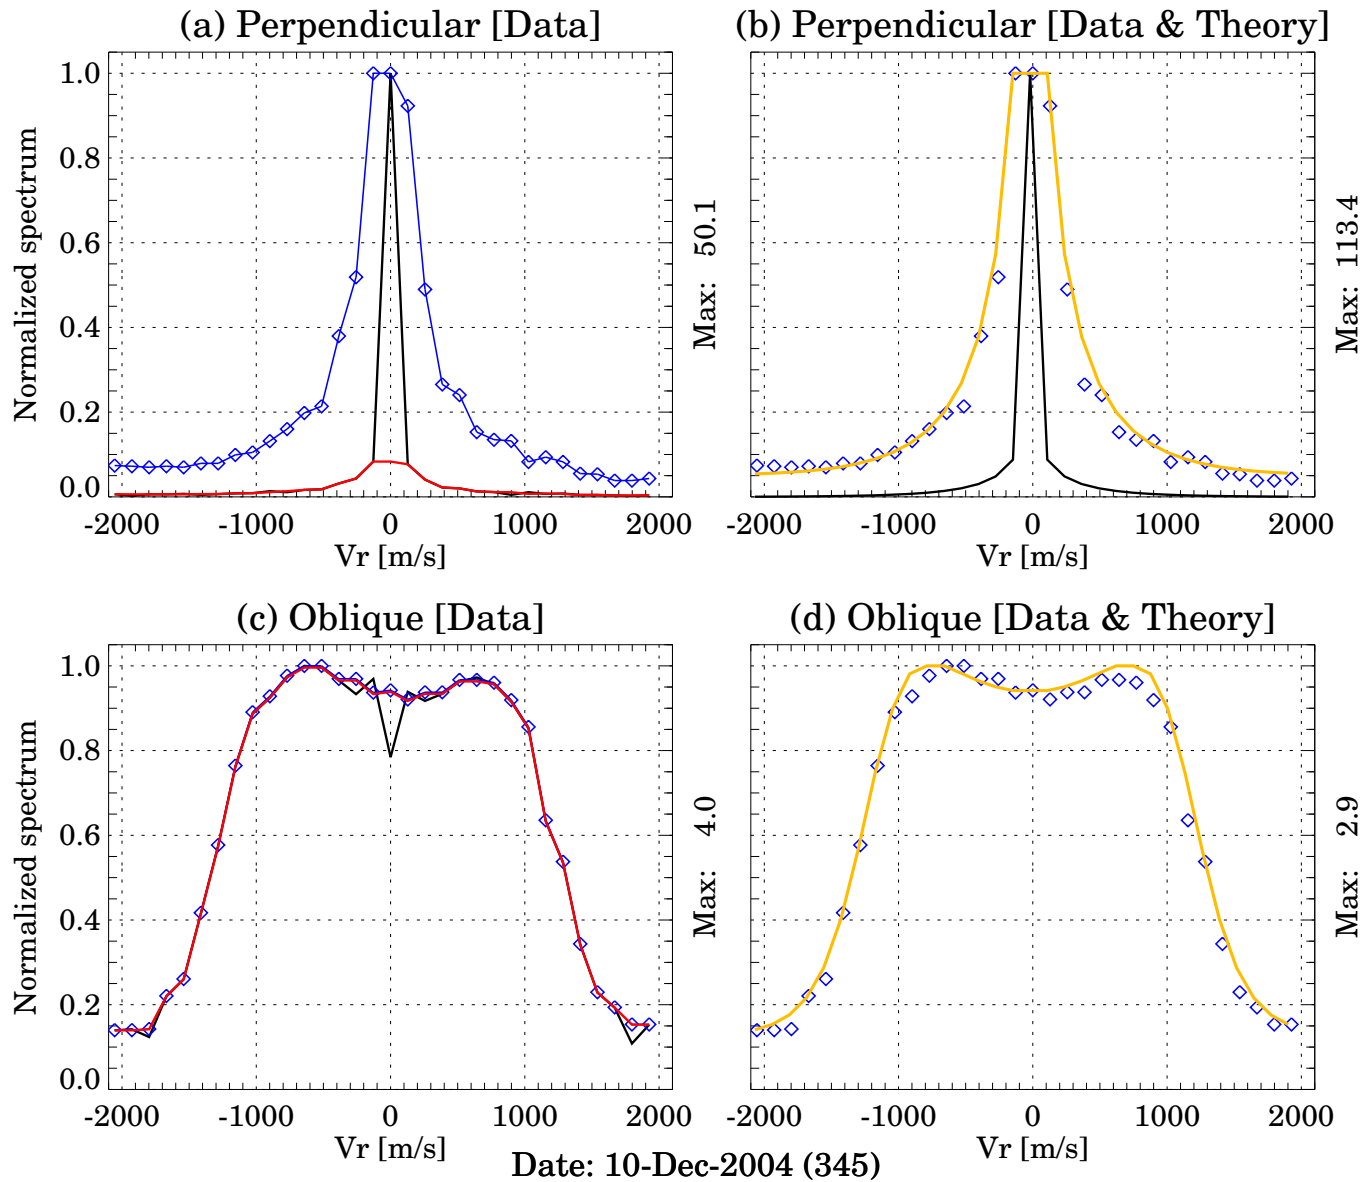 (a) Perpendicular [Data]
1.0
0.8
0.6
0.4
0.2
0.0
Normalized spectrum
-2000 -1000 0 1000 2000
Vr [m/s]
Max: 50.1
(b) Perpendicular [Data & Theory]
-2000 -1000 0 1000 2000
Vr [m/s]
Max: 113.4
(c) Oblique [Data]
1.0
0.8
0.6
0.4
0.2
0.0
Normalized spectrum
-2000 -1000 0 1000 2000
Vr [m/s]
Max: 4.0
(d) Oblique [Data & Theory]
-2000 -1000 0 1000 2000
Vr [m/s]
Max: 2.9
Date: 10-Dec-2004 (345)